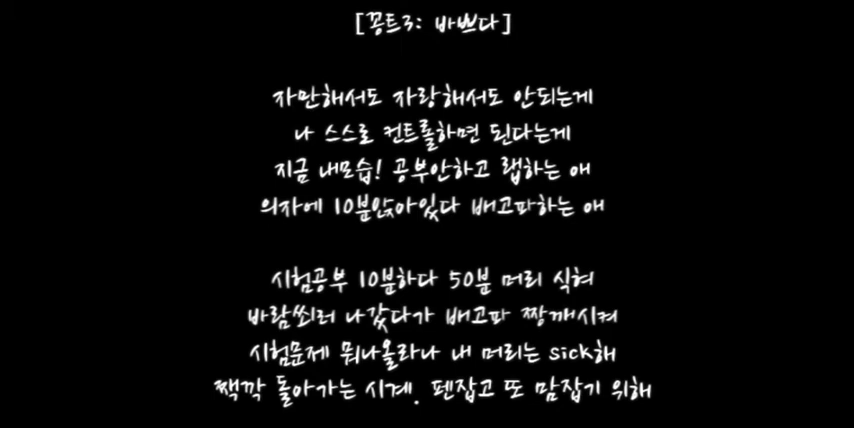 [꽁트3: 바쁘다]
자만해서도 자랑해서도 안되는게
나 스스로 컨트롤하면 된다는게
지금 내모습! 공부안하고 랩하는 애
의자에 10분앉아있다 배고파하는 애
시험공부 10분하다 50분 머리 식혀
바람쐬러 나갔다가 배고파 짱깨시켜
시험문제 뭐나올라나 내 머리는 sick해
짹깍 돌아가는 시계. 펜잡고 또 맘잡기 위해